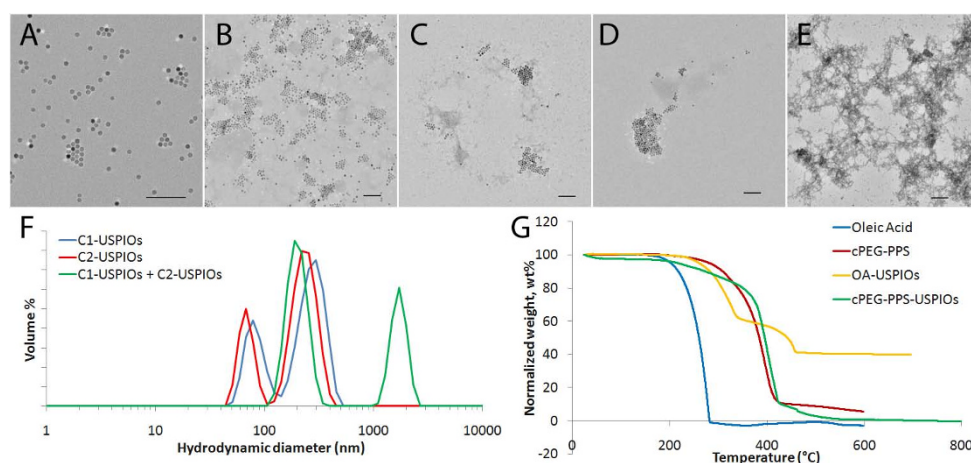 A
B
C
D
E
F
C1-USPIOs
C2-USPIOs
C1-USPIOs + C2-USPIOs
Volume %
1
10
100
1000
10000
Hydrodynamic diameter (nm)
G
Oleic Acid
cPEG-PPS
OA-USPIOs
cPEG-PPS-USPIOs
Normalized weight, wt%
120
100
80
60
40
20
0
-20
0
200
400
600
800
Temperature (°C)